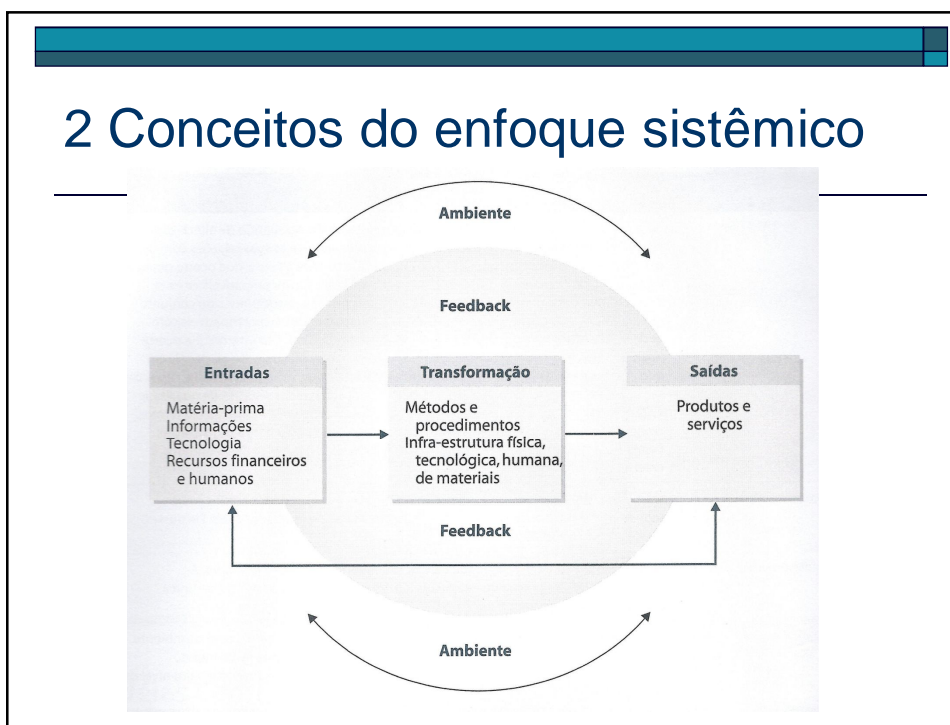 2 Conceitos do enfoque sistêmico
Ambiente
Feedback
Entradas
Matéria-prima
Informações
Tecnologia
Recursos financeiros
e humanos
Transformação
Métodos e
procedimentos
Infra-estrutura física,
tecnológica, humana,
de materiais
Saídas
Produtos e
serviços
Feedback
Ambiente